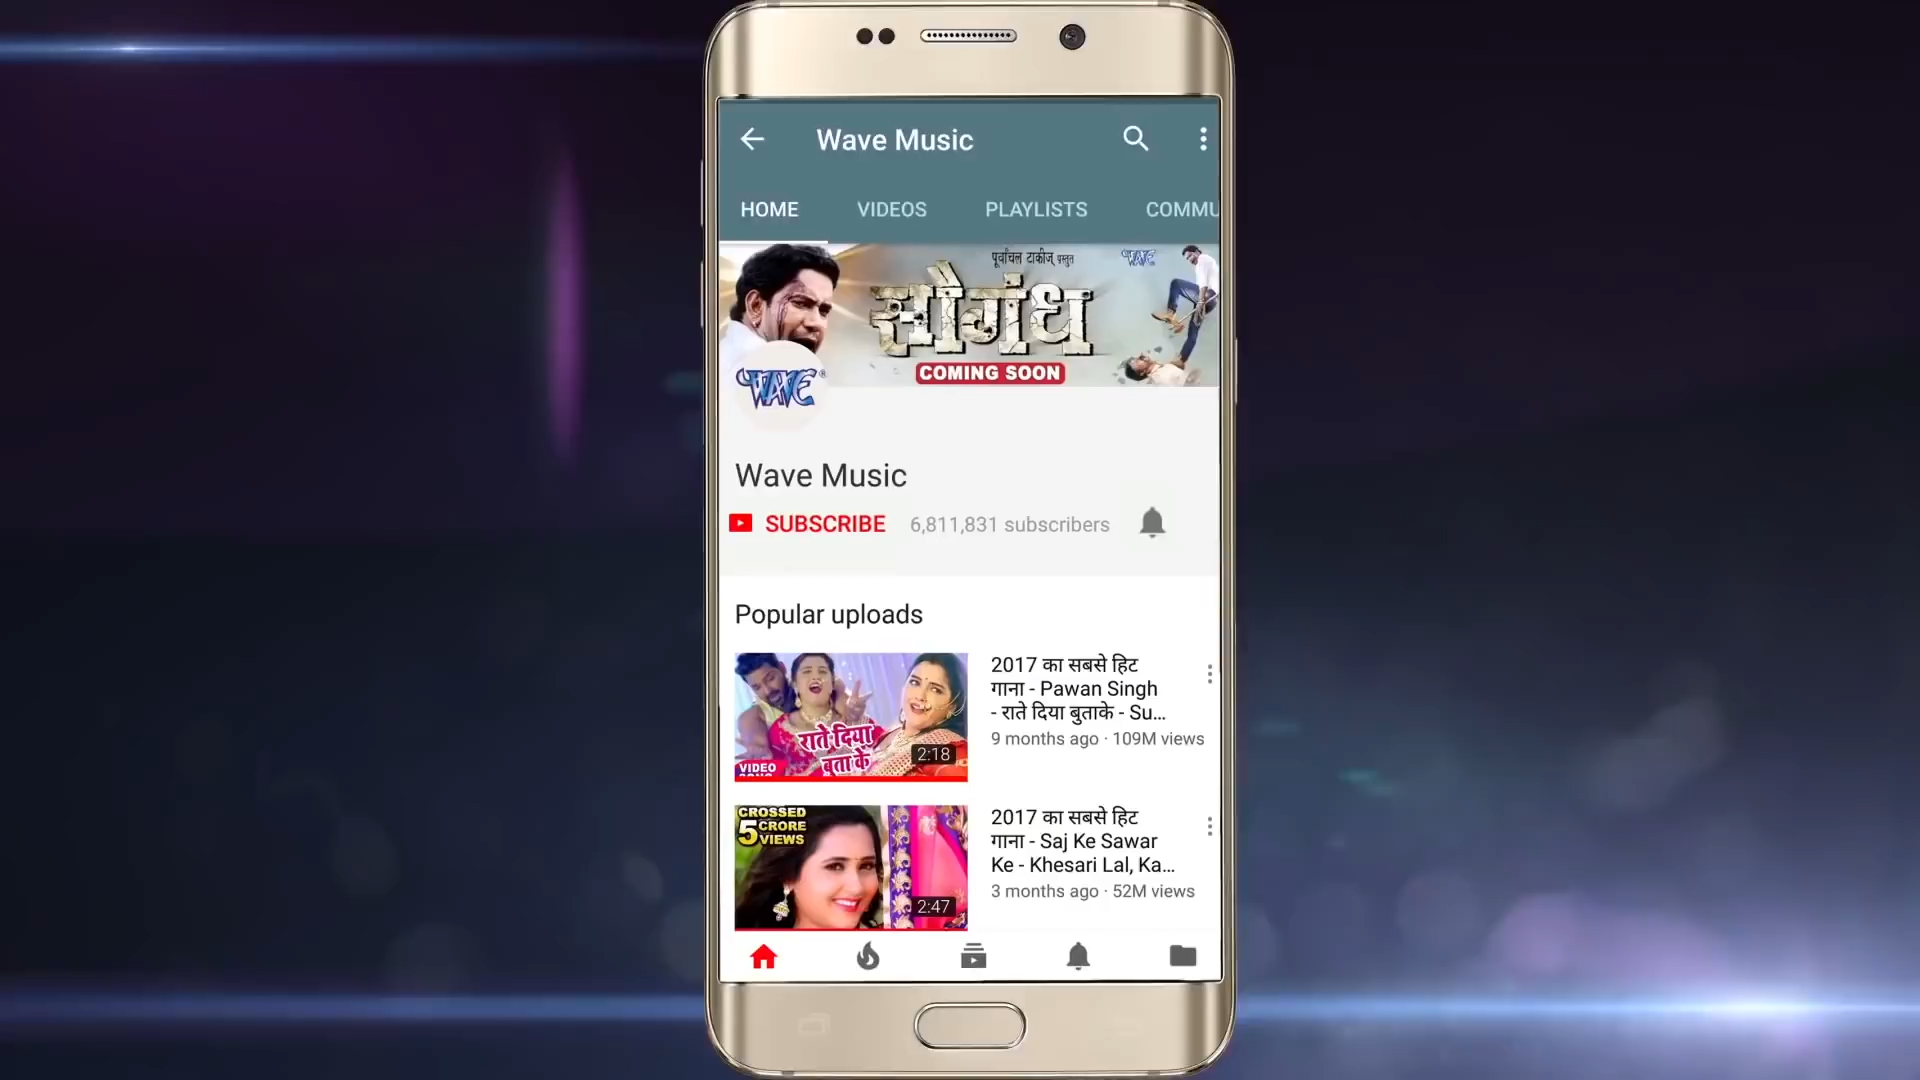 Wave Music
HOME VIDEOS PLAYLISTS COMMU
पूर्वांचल टाकीज् प्रस्तुत
WAVE
सौगंध
COMING SOON
WAVE®
Wave Music
SUBSCRIBE 6,811,831 subscribers
Popular uploads
2017 का सबसे हिट
गाना - Pawan Singh
- राते दिया बुताके - Su...
9 months ago · 109M views
राते दिया
बुता के
VIDEO
SONG
2:18
CROSSED
5 CRORE
VIEWS
2:47
2017 का सबसे हिट
गाना - Saj Ke Sawar
Ke - Khesari Lal, Ka...
3 months ago · 52M views